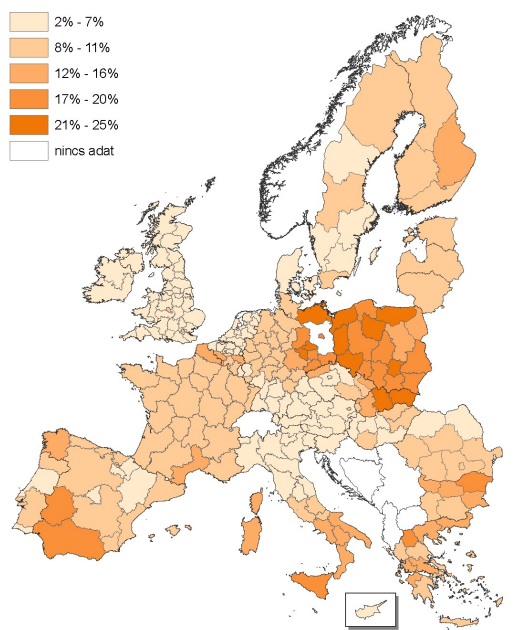 2% - 7%
8% - 11%
12% - 16%
17% - 20%
21% - 25%
nincs adat